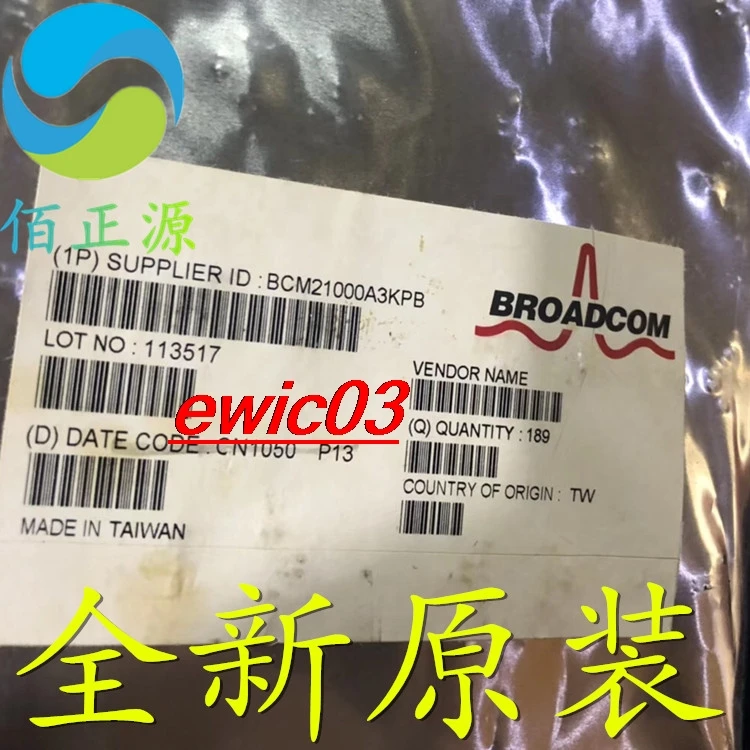 佰正源
(1P) SUPPLIER ID : BCM21000A3KPB
BROADCOM
LOT NO : 113517
VENDOR NAME
ewic03
(Q) QUANTITY : 189
(D) DATE CODE : CN1050 P13
COUNTRY OF ORIGIN : TW
MADE IN TAIWAN
全新原装